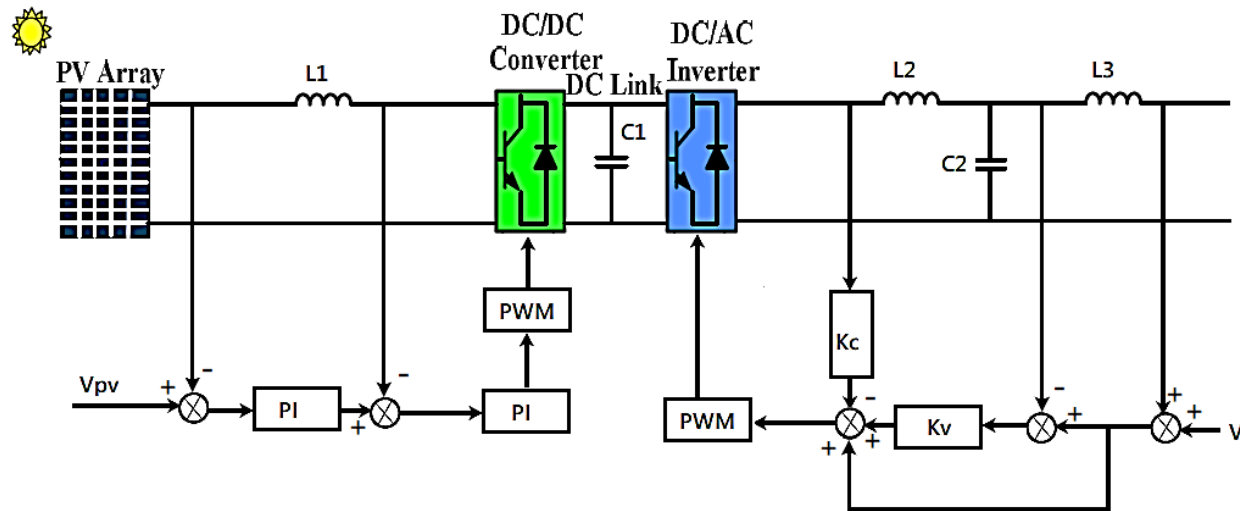 PV Array
L1
DC/DC
Converter
DC Link
C1
DC/AC
Inverter
L2
L3
C2
PWM
Kc
Vpv
+
-
PI
+
-
PI
PWM
-
+
+
Kv
-
+
+
+
V